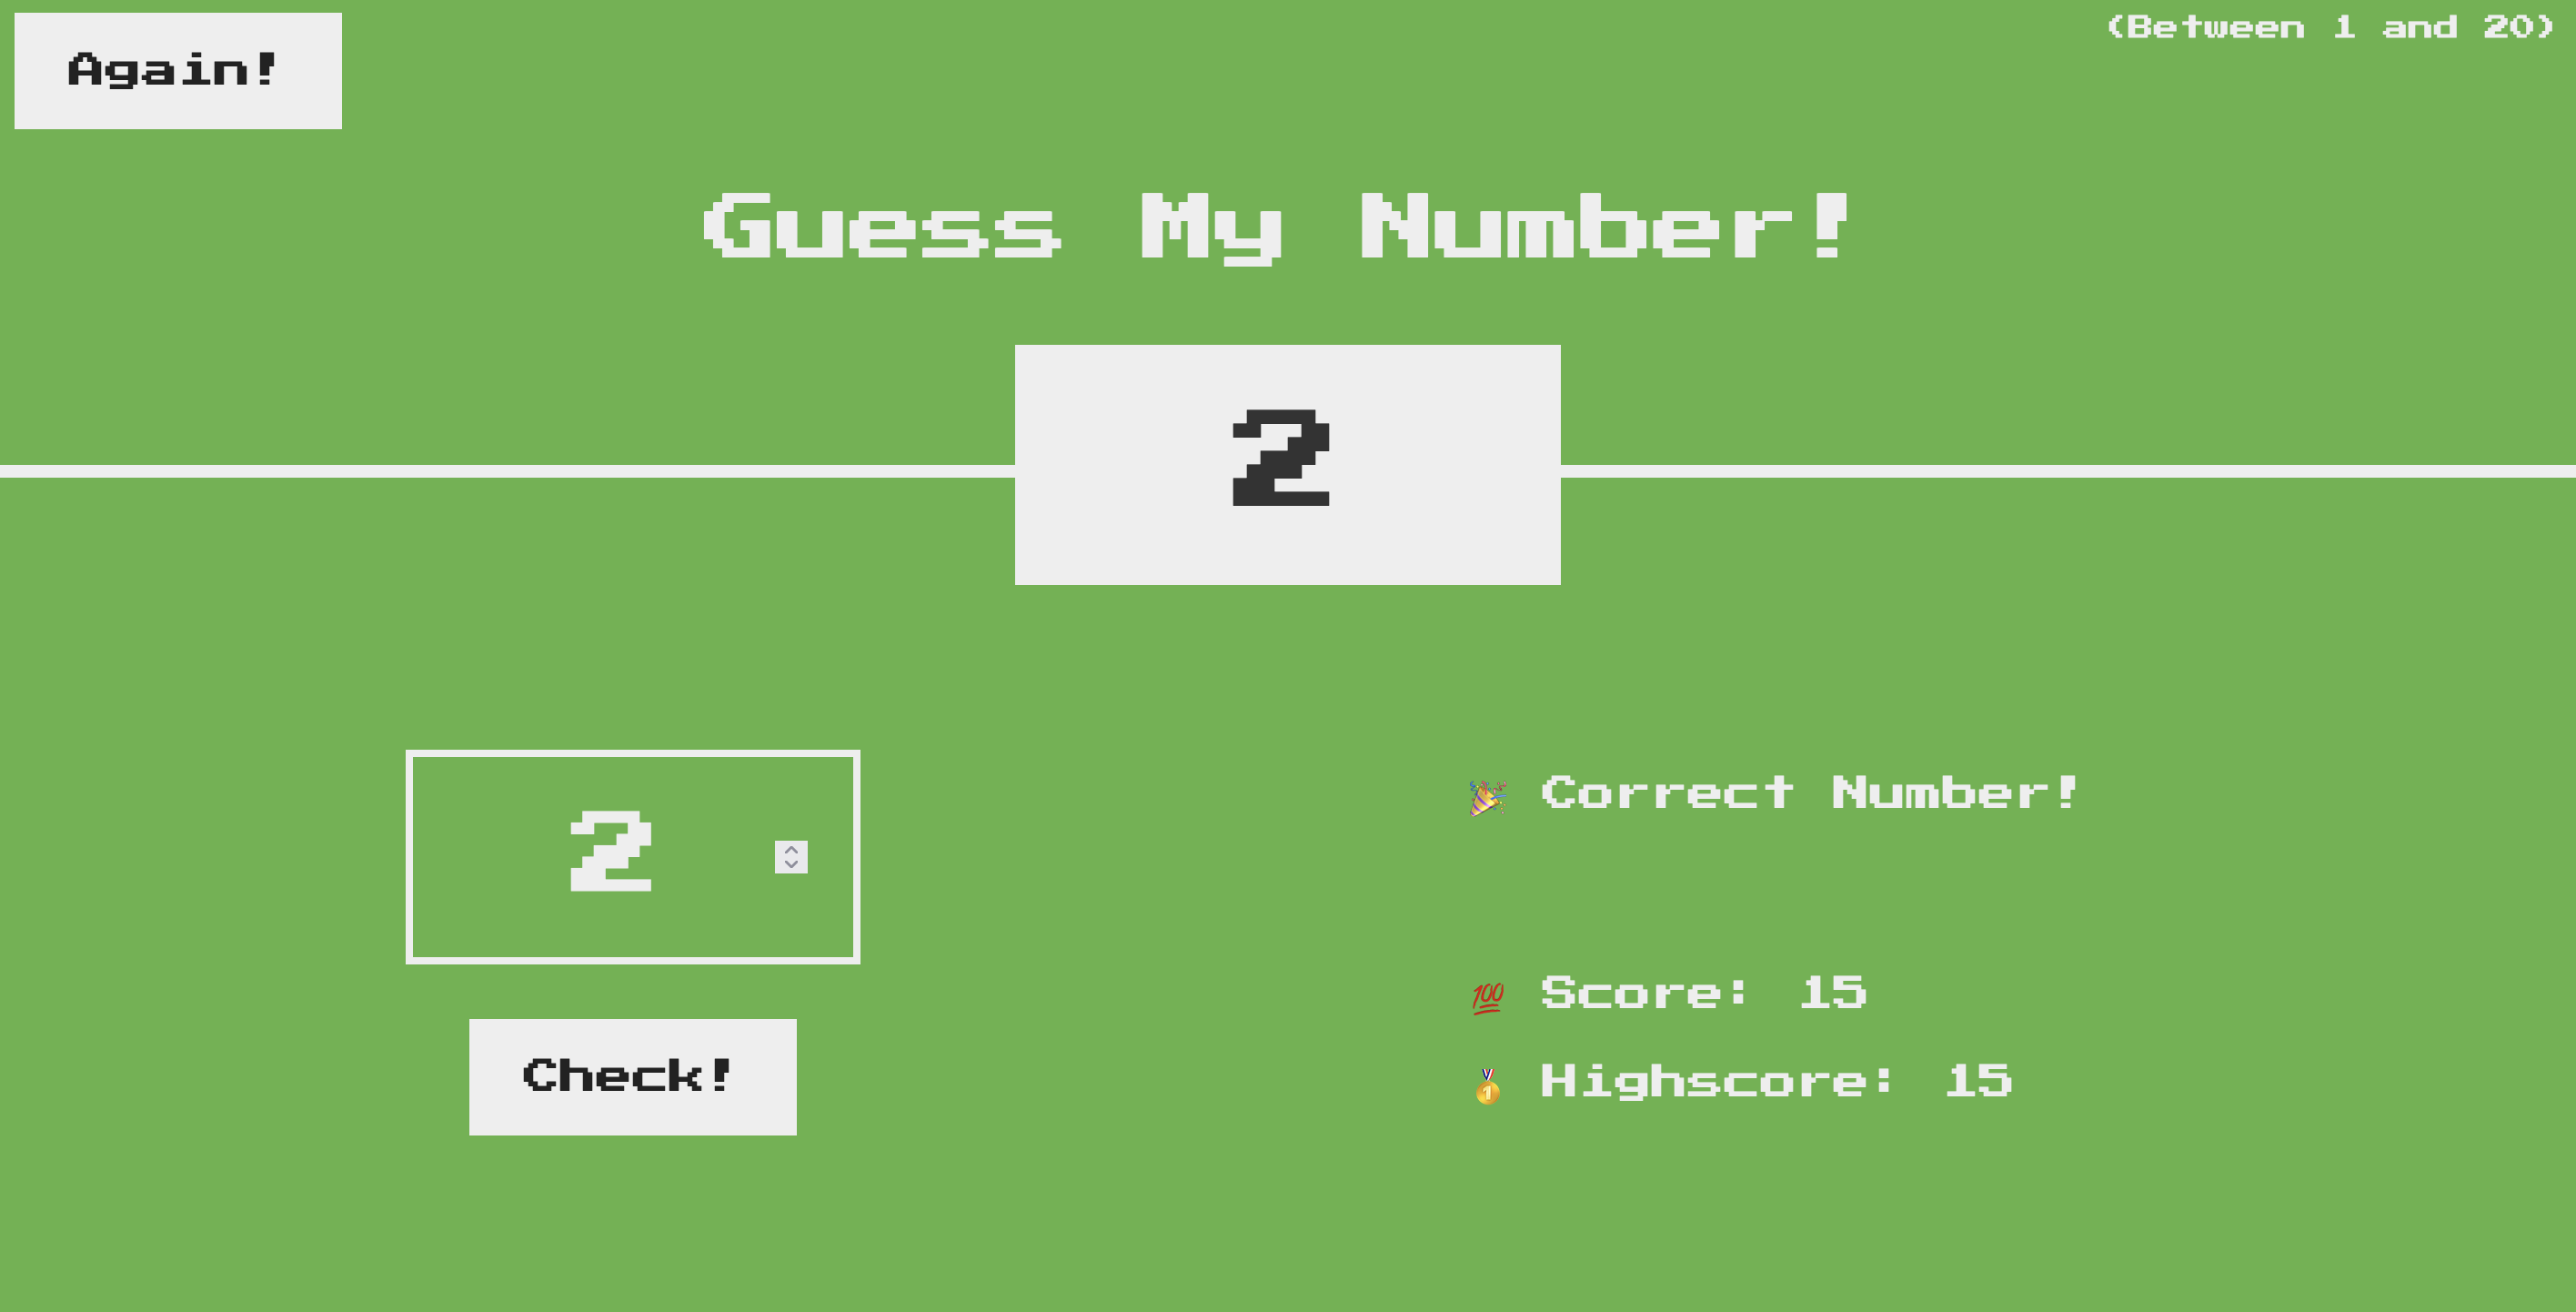 Again!
(Between 1 and 20)
Guess My Number!
2
2
Check!
🎉 Correct Number!
💯 Score: 15
🥇 Highscore: 15